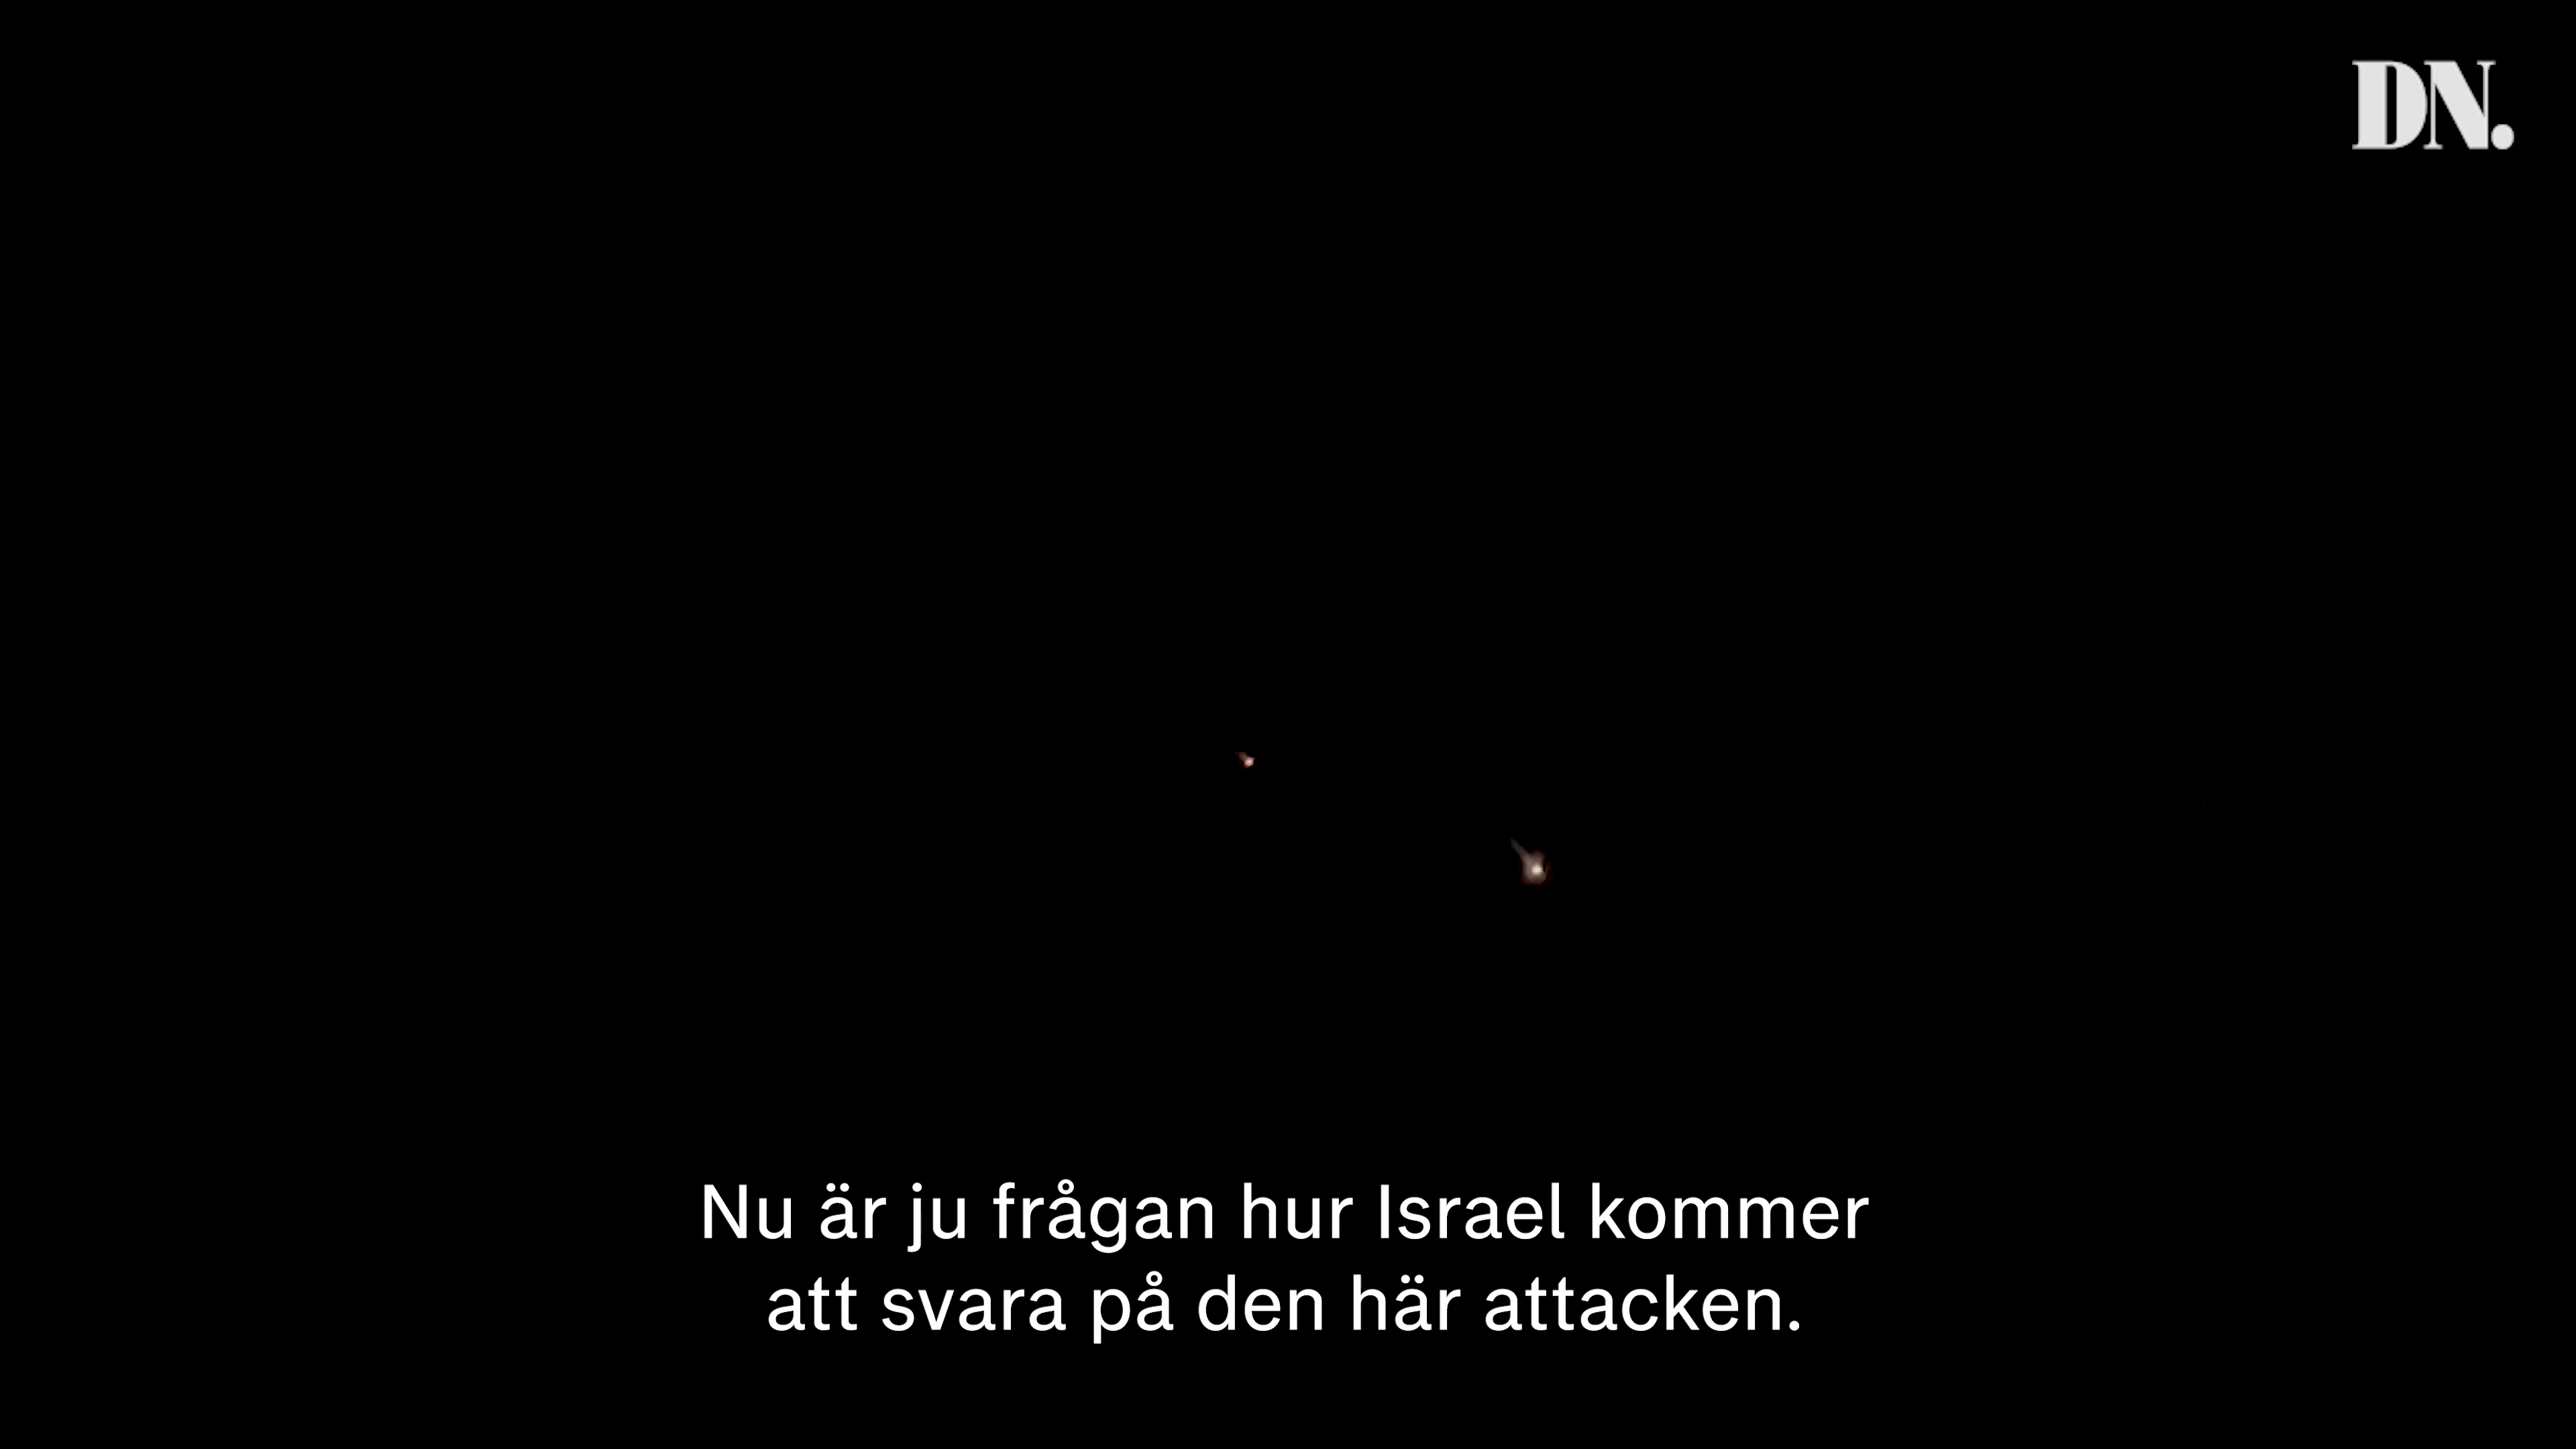 DN.
Nu är ju frågan hur Israel kommer
att svara på den här attacken.